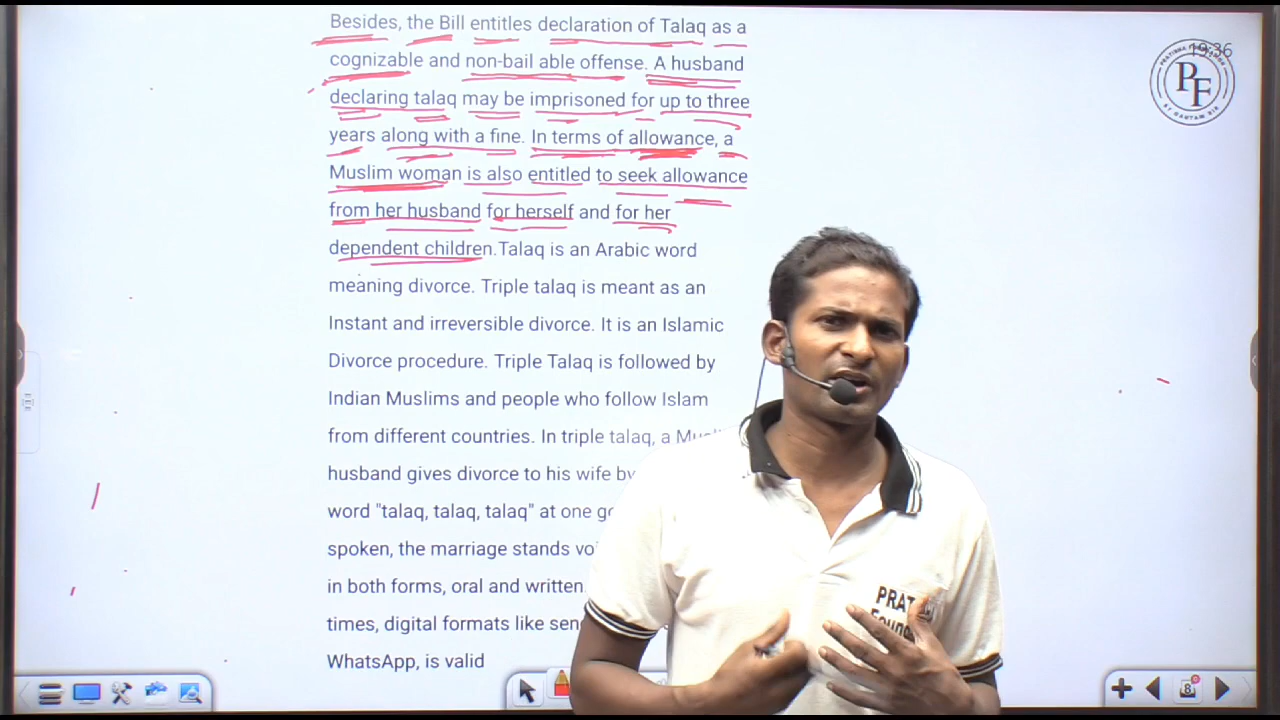 Besides, the Bill entitles declaration of Talaq as a
cognizable and non-bail able offense. A husband
declaring talaq may be imprisoned for up to three
years along with a fine. In terms of allowance, a
Muslim woman is also entitled to seek allowance
from her husband for herself and for her
dependent children.Talaq is an Arabic word
meaning divorce. Triple talaq is meant as an
Instant and irreversible divorce. It is an Islamic
Divorce procedure. Triple Talaq is followed by
Indian Muslims and people who follow Islam
from different countries. In triple talaq, a
husband gives divorce to his wife by
word "talaq, talaq, talaq" at one
spoken, the marriage stands
in both forms, oral and written.
times, digital formats like
WhatsApp, is valid
19:36
PF
8